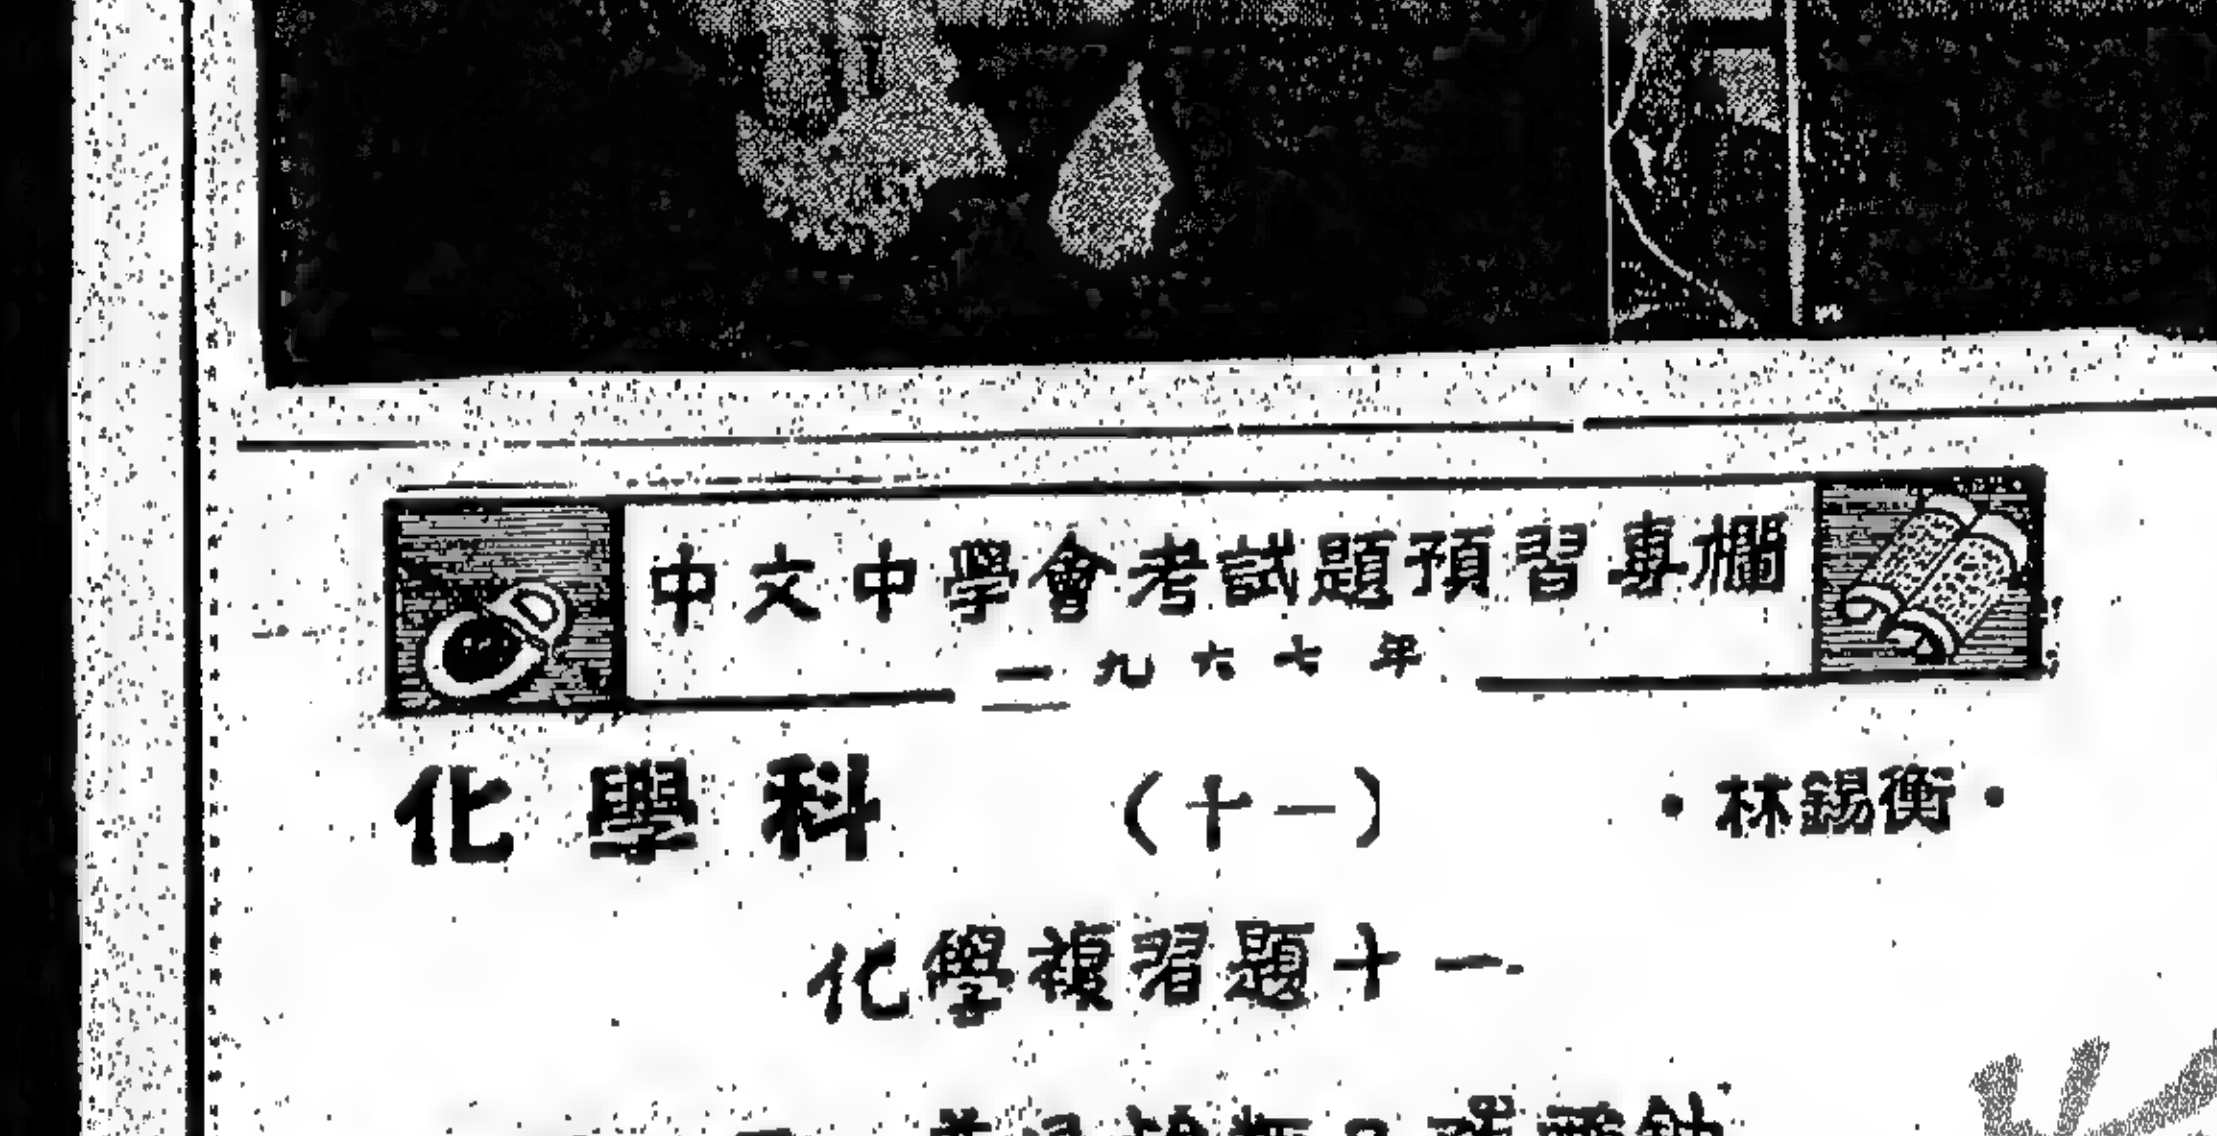 中文中學會考試題預習專欄
一九六七年
化學科 （十一） ・林錫衡・
化學複習題十一